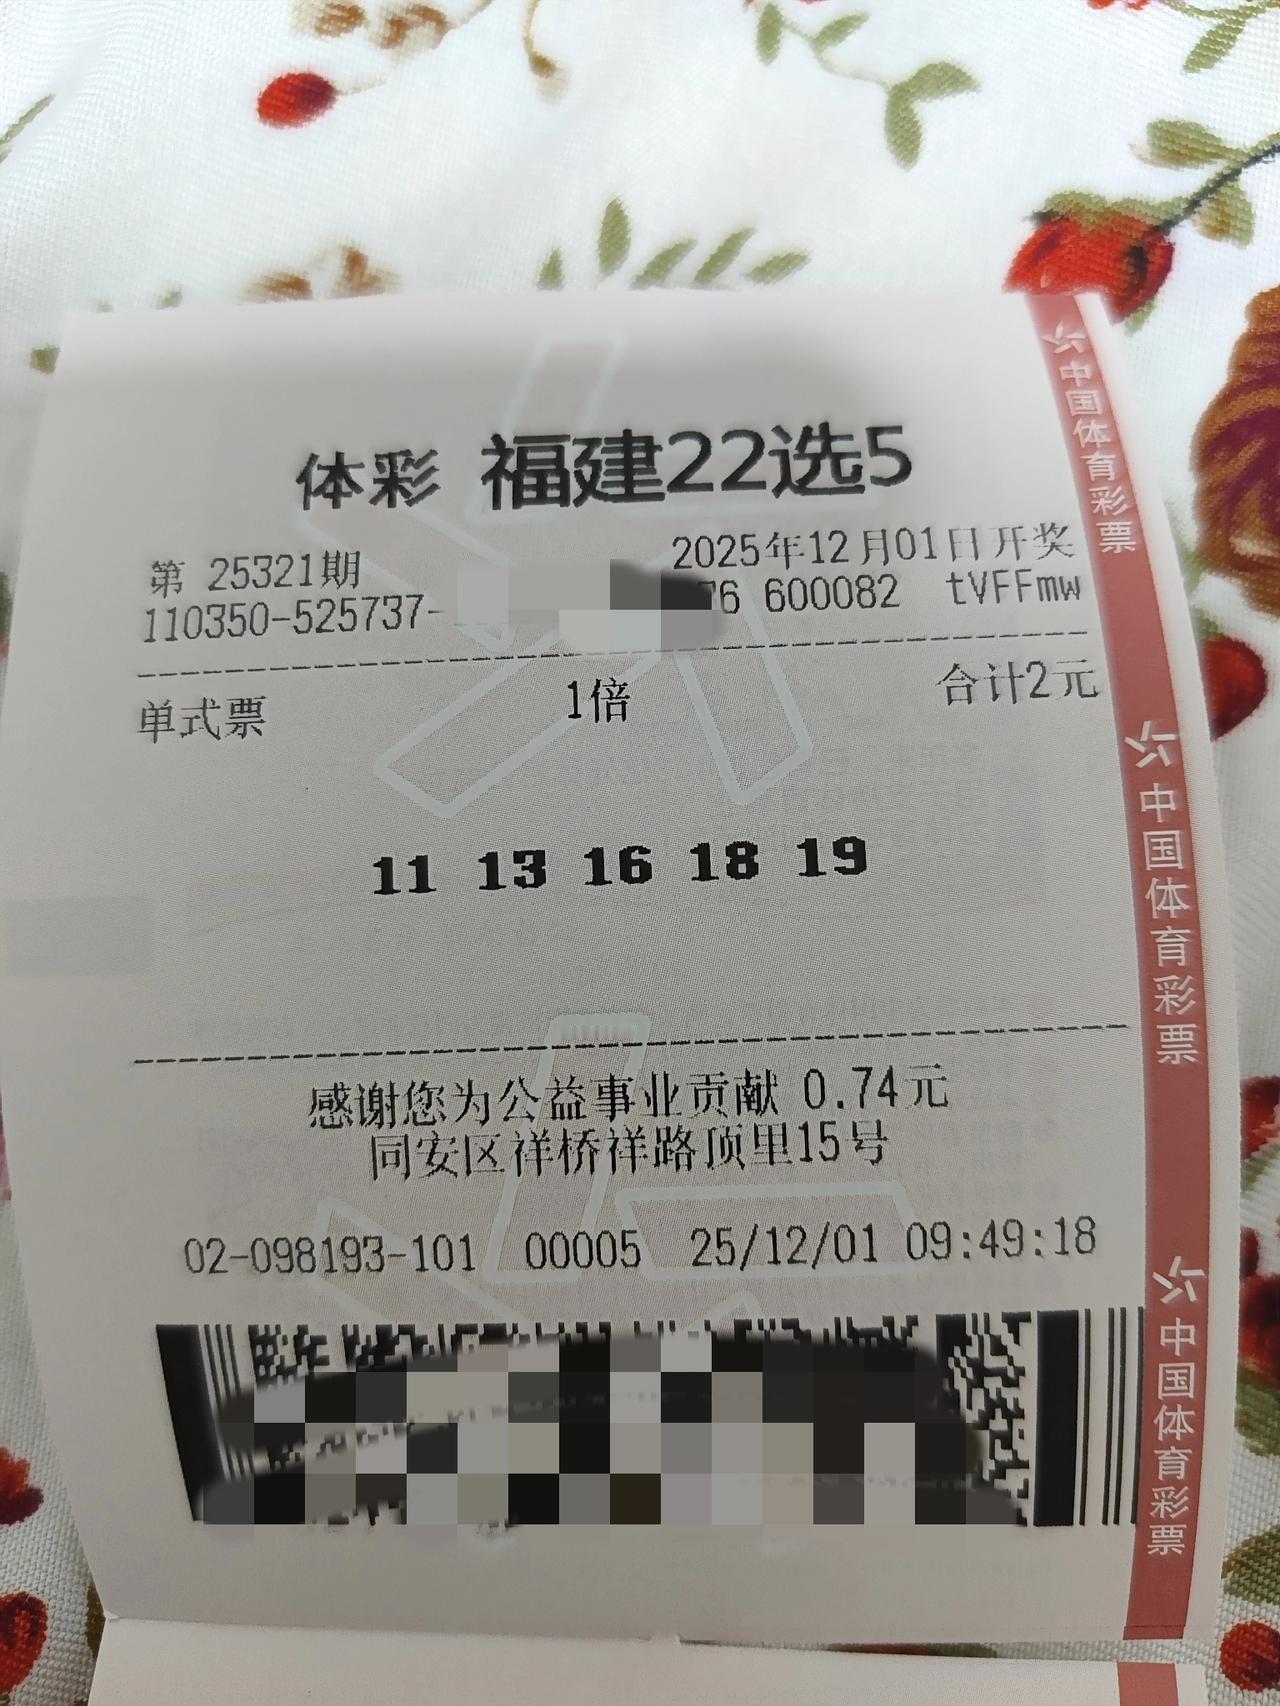 体彩 福建22选5
第 25321期 2025年12月01日开奖
110350-525737- 76 600082 tVFFmw
单式票 1倍 合计2元
11 13 16 18 19
感谢您为公益事业贡献 0.74元
同安区祥桥祥路顶里15号
02-098193-101 00005 25/12/01 09:49:18
中国体育彩票
中国体育彩票
中国体育彩票